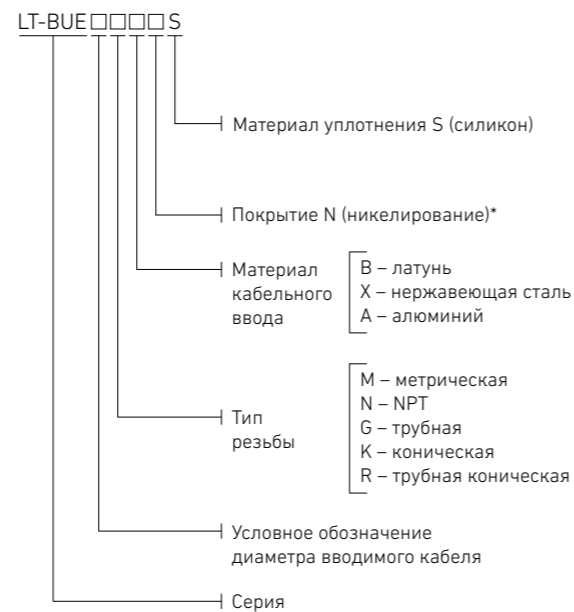 LT-BUE□□□□S
Материал уплотнения S (силикон)
Покрытие N (никелирование)*
Материал
кабельного
ввода
B – латунь
X – нержавеющая сталь
A – алюминий
Тип
резьбы
M – метрическая
N – NPT
G – трубная
K – коническая
R – трубная коническая
Условное обозначение
диаметра вводимого кабеля
Серия